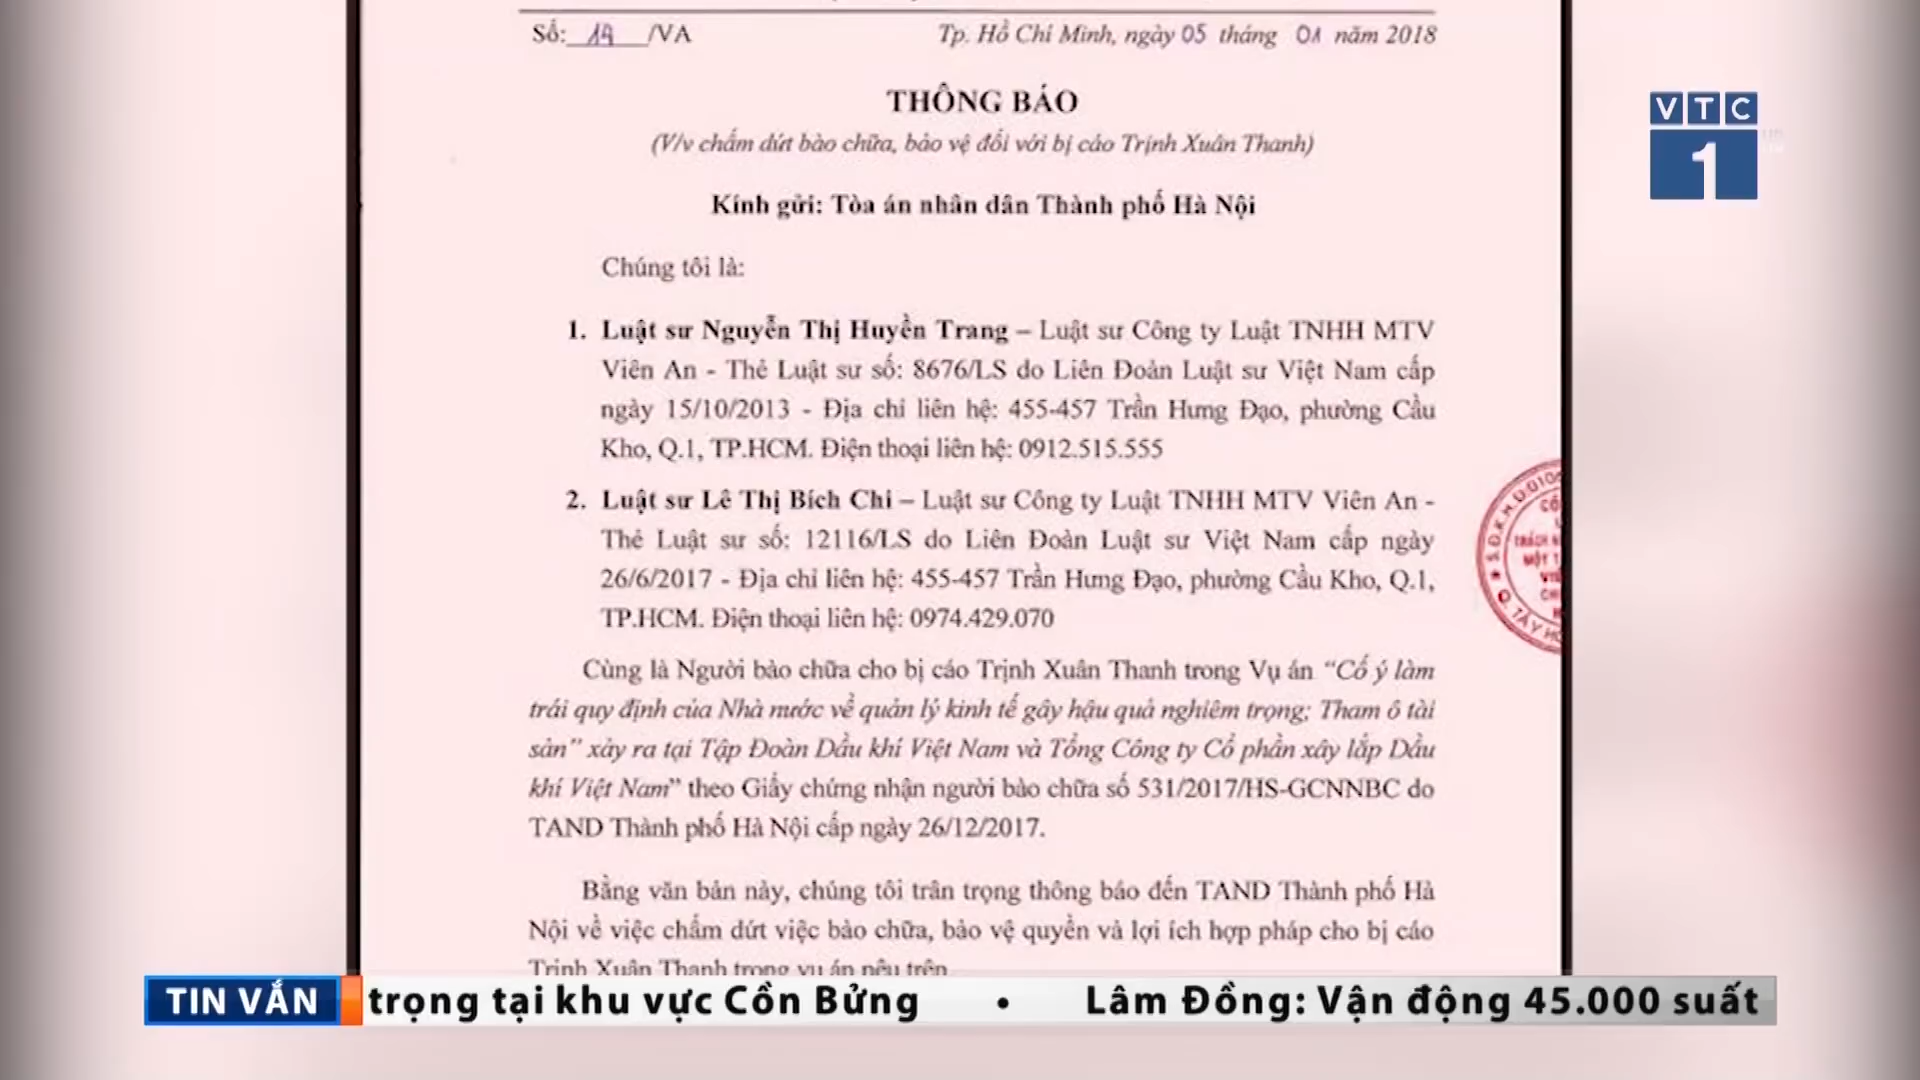 Số: 19 /VA
Tp. Hồ Chí Minh, ngày 05 tháng 01 năm 2018
THÔNG BÁO
(V/v chấm dứt bào chữa, bảo vệ đối với bị cáo Trịnh Xuân Thanh)
Kính gửi: Tòa án nhân dân Thành phố Hà Nội
Chúng tôi là:
1. Luật sư Nguyễn Thị Huyền Trang – Luật sư Công ty Luật TNHH MTV
Viên An - Thẻ Luật sư số: 8676/LS do Liên Đoàn Luật sư Việt Nam cấp
ngày 15/10/2013 - Địa chỉ liên hệ: 455-457 Trần Hưng Đạo, phường Cầu
Kho, Q.1, TP.HCM. Điện thoại liên hệ: 0912.515.555
2. Luật sư Lê Thị Bích Chi – Luật sư Công ty Luật TNHH MTV Viên An -
Thẻ Luật sư số: 12116/LS do Liên Đoàn Luật sư Việt Nam cấp ngày
26/6/2017 - Địa chỉ liên hệ: 455-457 Trần Hưng Đạo, phường Cầu Kho, Q.1,
TP.HCM. Điện thoại liên hệ: 0974.429.070
Cùng là Người bào chữa cho bị cáo Trịnh Xuân Thanh trong Vụ án “Cố ý làm
trái quy định của Nhà nước về quản lý kinh tế gây hậu quả nghiêm trọng; Tham ô tài
sản” xảy ra tại Tập Đoàn Dầu khí Việt Nam và Tổng Công ty Cổ phần xây lắp Dầu
khí Việt Nam” theo Giấy chứng nhận người bào chữa số 531/2017/HS-GCNNBC do
TAND Thành phố Hà Nội cấp ngày 26/12/2017.
Bằng văn bản này, chúng tôi trân trọng thông báo đến TAND Thành phố Hà
Nội về việc chấm dứt việc bào chữa, bảo vệ quyền và lợi ích hợp pháp cho bị cáo
Trịnh Xuân Thanh trong vụ án nêu trên
VTC
1
TIN VẮN
trọng tại khu vực Cồn Bửng • Lâm Đồng: Vận động 45.000 suất